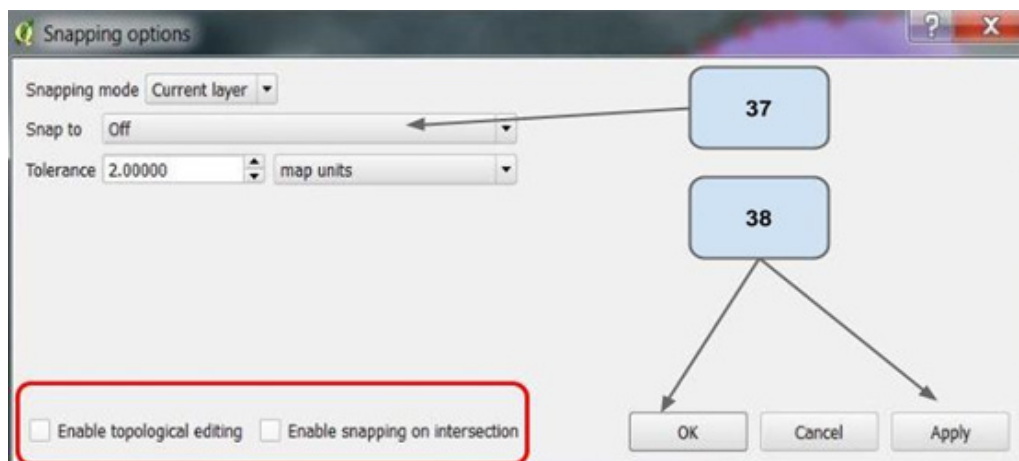 Snapping options
Snapping mode Current layer
37
Snap to Off
Tolerance 2.00000 map units
38
Enable topological editing Enable snapping on intersection
OK Cancel Apply